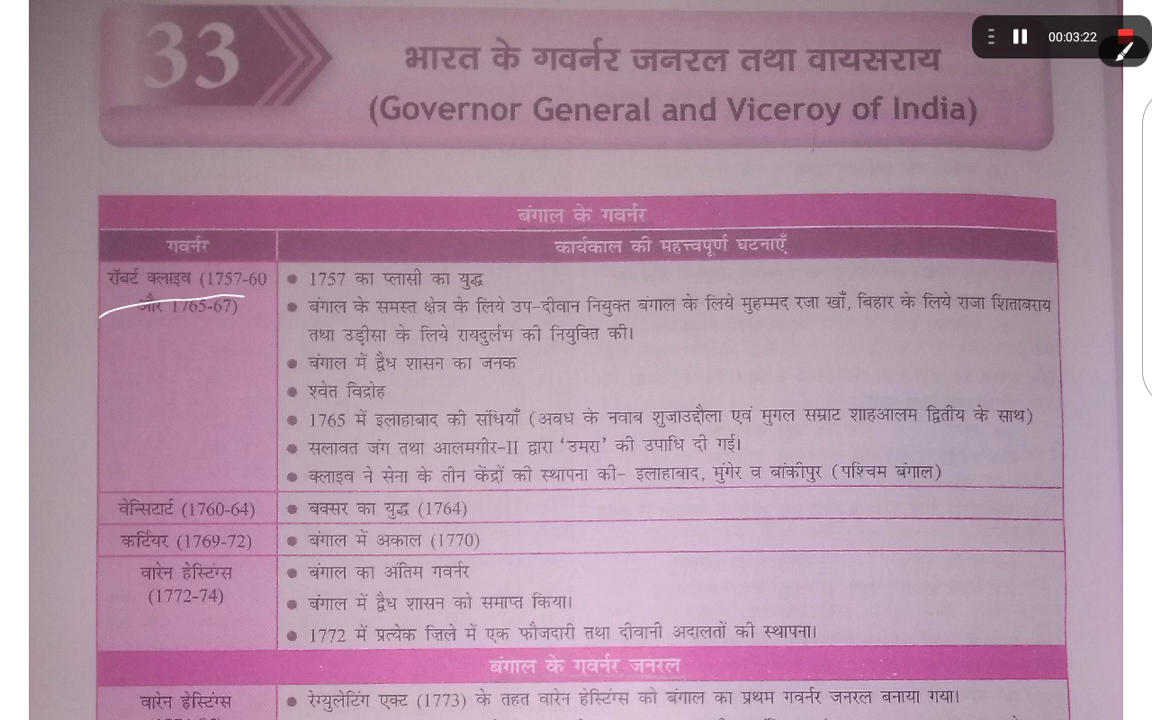 33
भारत के गवर्नर जनरल तथा वायसराय
(Governor General and Viceroy of India)
00:03:22
बंगाल के गवर्नर
गवर्नर
कार्यकाल की महत्त्वपूर्ण घटनाएँ
रॉबर्ट क्लाइव (1757-60
और 1765-67)
● 1757 का प्लासी का युद्ध
● बंगाल के समस्त क्षेत्र के लिये उप-दीवान नियुक्त बंगाल के लिये मुहम्मद रजा खाँ, बिहार के लिये राजा शिताबराय
तथा उड़ीसा के लिये रायदुर्लभ की नियुक्ति की।
● बंगाल में द्वैध शासन का जनक
● श्वेत विद्रोह
● 1765 में इलाहाबाद की संधियाँ (अवध के नवाब शुजाउद्दौला एवं मुगल सम्राट शाहआलम द्वितीय के साथ)
● सलावत जंग तथा आलमगीर-II द्वारा ‘उमरा’ की उपाधि दी गई।
● क्लाइव ने सेना के तीन केंद्रों की स्थापना की- इलाहाबाद, मुंगेर व बांकीपुर (पश्चिम बंगाल)
वेन्सिटार्ट (1760-64)
● बक्सर का युद्ध (1764)
कर्टियर (1769-72)
● बंगाल में अकाल (1770)
वारेन हेस्टिंग्स
(1772-74)
● बंगाल का अंतिम गवर्नर
● बंगाल में द्वैध शासन को समाप्त किया।
● 1772 में प्रत्येक ज़िले में एक फौजदारी तथा दीवानी अदालतों की स्थापना।
बंगाल के गवर्नर जनरल
वारेन हेस्टिंग्स
● रेग्युलेटिंग एक्ट (1773) के तहत वारेन हेस्टिंग्स को बंगाल का प्रथम गवर्नर जनरल बनाया गया।